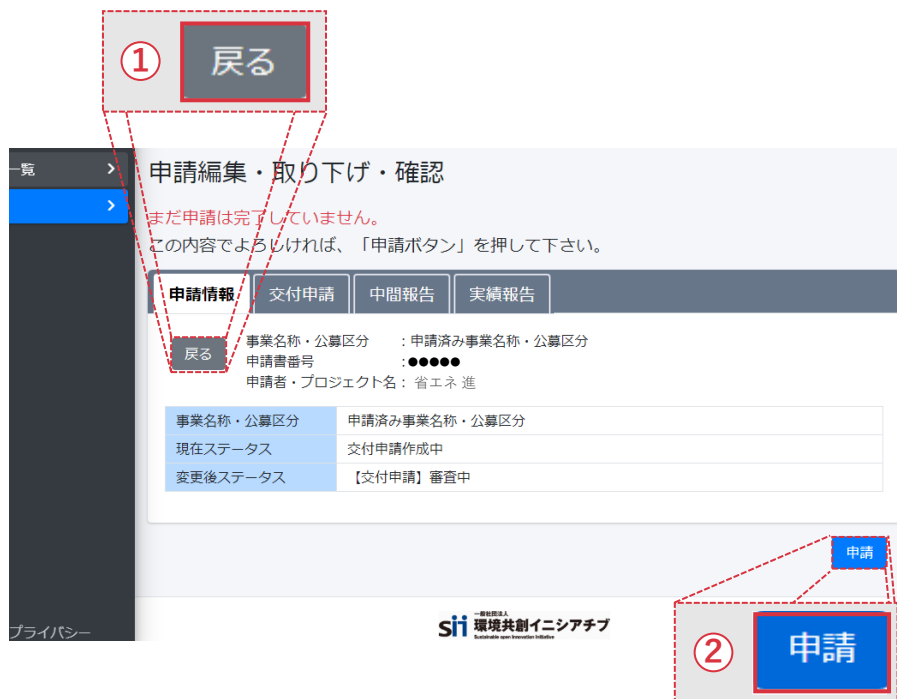 ① 戻る
一覧
申請編集・取り下げ・確認
まだ申請は完了していません。
この内容でよろしければ、「申請ボタン」を押して下さい。
申請情報 交付申請 中間報告 実績報告
戻る
事業名称・公募区分 :申請済み事業名称・公募区分
申請書番号 :●●●●●
申請者・プロジェクト名: 省エネ 進
事業名称・公募区分 申請済み事業名称・公募区分
現在ステータス 交付申請作成中
変更後ステータス 【交付申請】審査中
申請
プライバシー
sii 一般社団法人 環境共創イニシアチブ
Sustainable open Innovation Initiative
② 申請